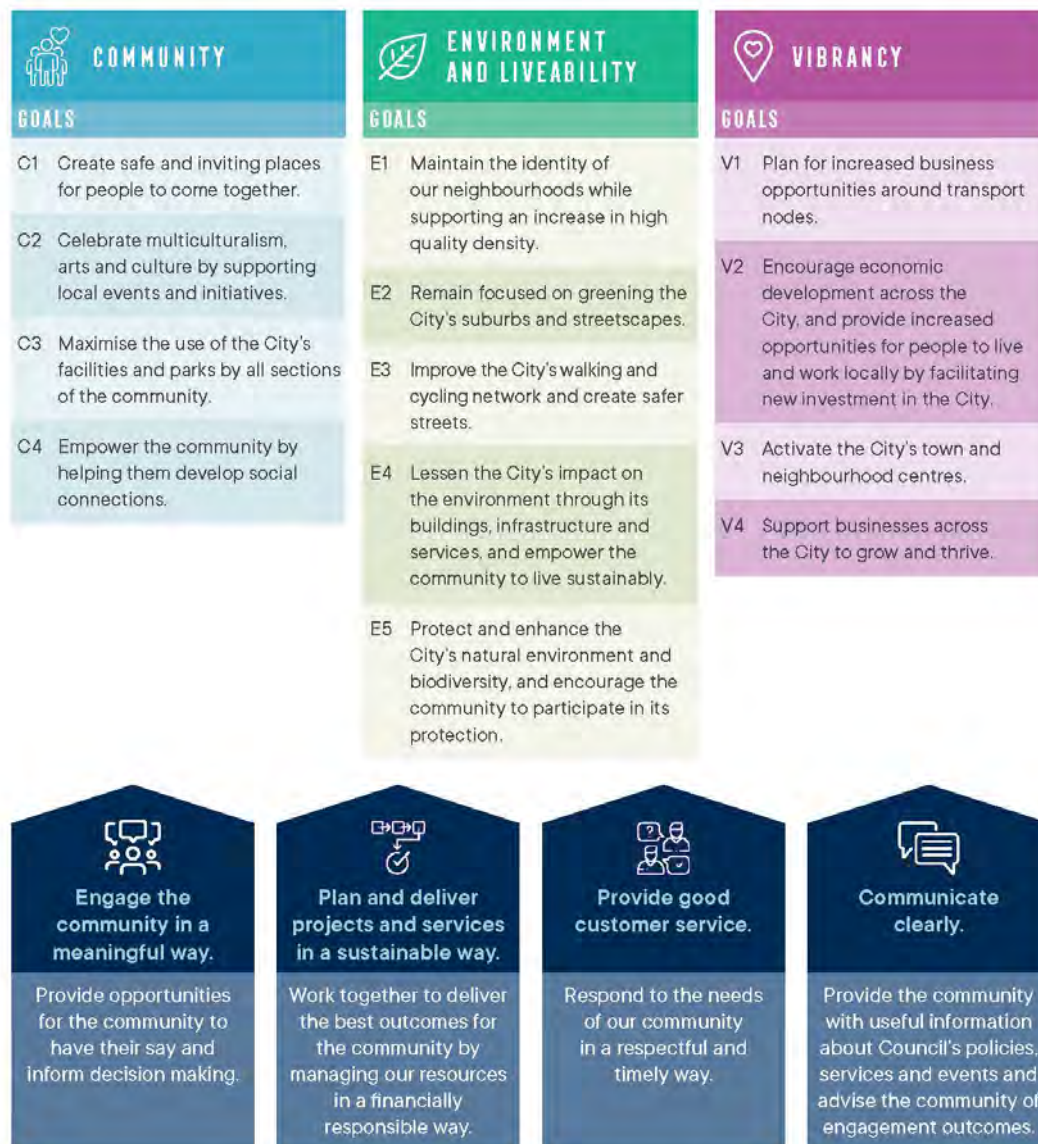 COMMUNITY
GOALS
C1 Create safe and inviting places
for people to come together.
C2 Celebrate multiculturalism,
arts and culture by supporting
local events and initiatives.
C3 Maximise the use of the City's
facilities and parks by all sections
of the community.
C4 Empower the community by
helping them develop social
connections.
ENVIRONMENT
AND LIVEABILITY
GOALS
E1 Maintain the identity of
our neighbourhoods while
supporting an increase in high
quality density.
E2 Remain focused on greening the
City's suburbs and streetscapes.
E3 Improve the City's walking and
cycling network and create safer
streets.
E4 Lessen the City's impact on
the environment through its
buildings, infrastructure and
services, and empower the
community to live sustainably.
E5 Protect and enhance the
City's natural environment and
biodiversity, and encourage the
community to participate in its
protection.
VIBRANCY
GOALS
V1 Plan for increased business
opportunities around transport
nodes.
V2 Encourage economic
development across the
City, and provide increased
opportunities for people to live
and work locally by facilitating
new investment in the City.
V3 Activate the City's town and
neighbourhood centres.
V4 Support businesses across
the City to grow and thrive.
Engage the
community in a
meaningful way.
Provide opportunities
for the community to
have their say and
inform decision making.
Plan and deliver
projects and services
in a sustainable way.
Work together to deliver
the best outcomes for
the community by
managing our resources
in a financially
responsible way.
Provide good
customer service.
Respond to the needs
of our community
in a respectful and
timely way.
Communicate
clearly.
Provide the community
with useful information
about Council's policies,
services and events and
advise the community of
engagement outcomes.